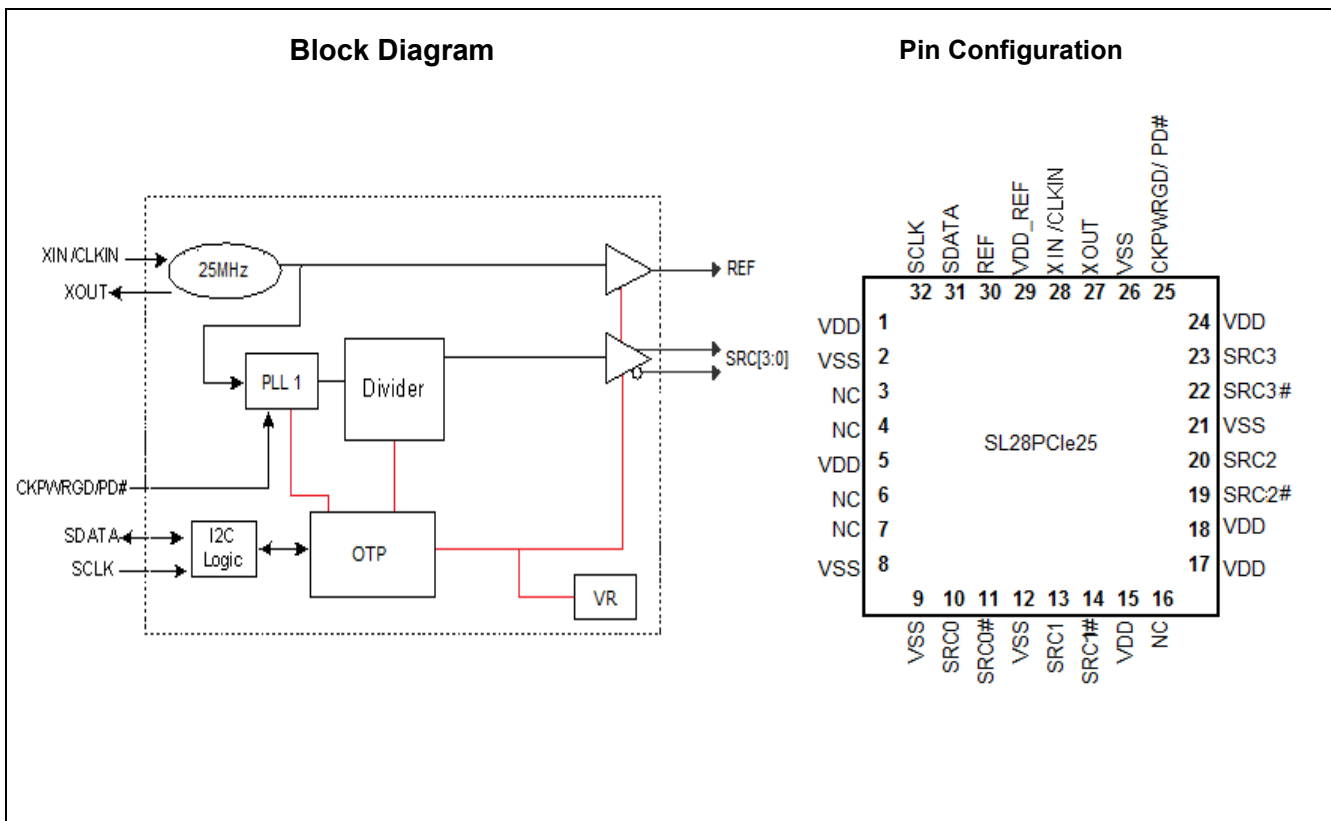 Block Diagram
Pin Configuration
XIN/CLKIN
XOUT
25MHz
REF
SRC[3:0]
PLL 1
Divider
CKPWRGD/PD#
SDATA
SCLK
I2C
Logic
OTP
VR
SCLK
SDATA
REF
VDD_REF
XIN /CLKIN
XOUT
VSS
CKPWRGD/ PD#
32 31 30 29 28 27 26 25
VDD 1
VSS 2
NC 3
NC 4
VDD 5
NC 6
NC 7
VSS 8
SL28PCIe25
24 VDD
23 SRC3
22 SRC3#
21 VSS
20 SRC2
19 SRC2#
18 VDD
17 VDD
9 10 11 12 13 14 15 16
VSS
SRC0
SRC0#
VSS
SRC1
SRC1#
VDD
NC